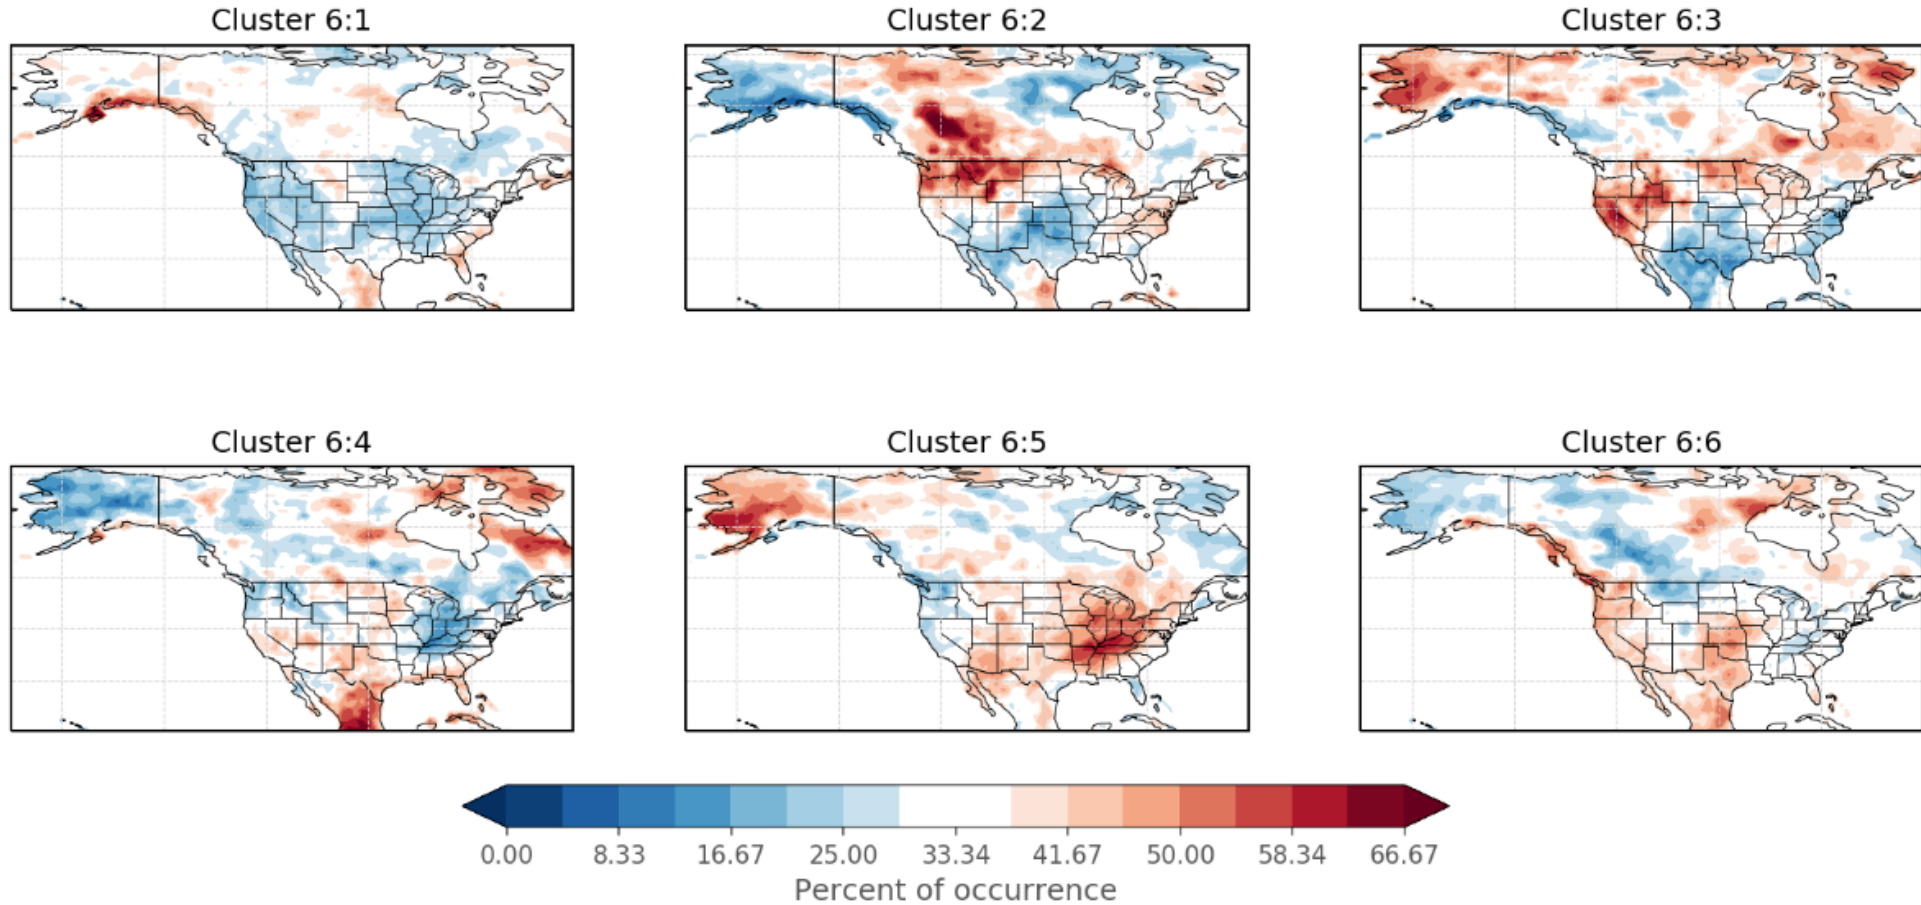 Cluster 6:1 Cluster 6:2 Cluster 6:3
Cluster 6:4 Cluster 6:5 Cluster 6:6
0.00 8.33 16.67 25.00 33.34 41.67 50.00 58.34 66.67
Percent of occurrence